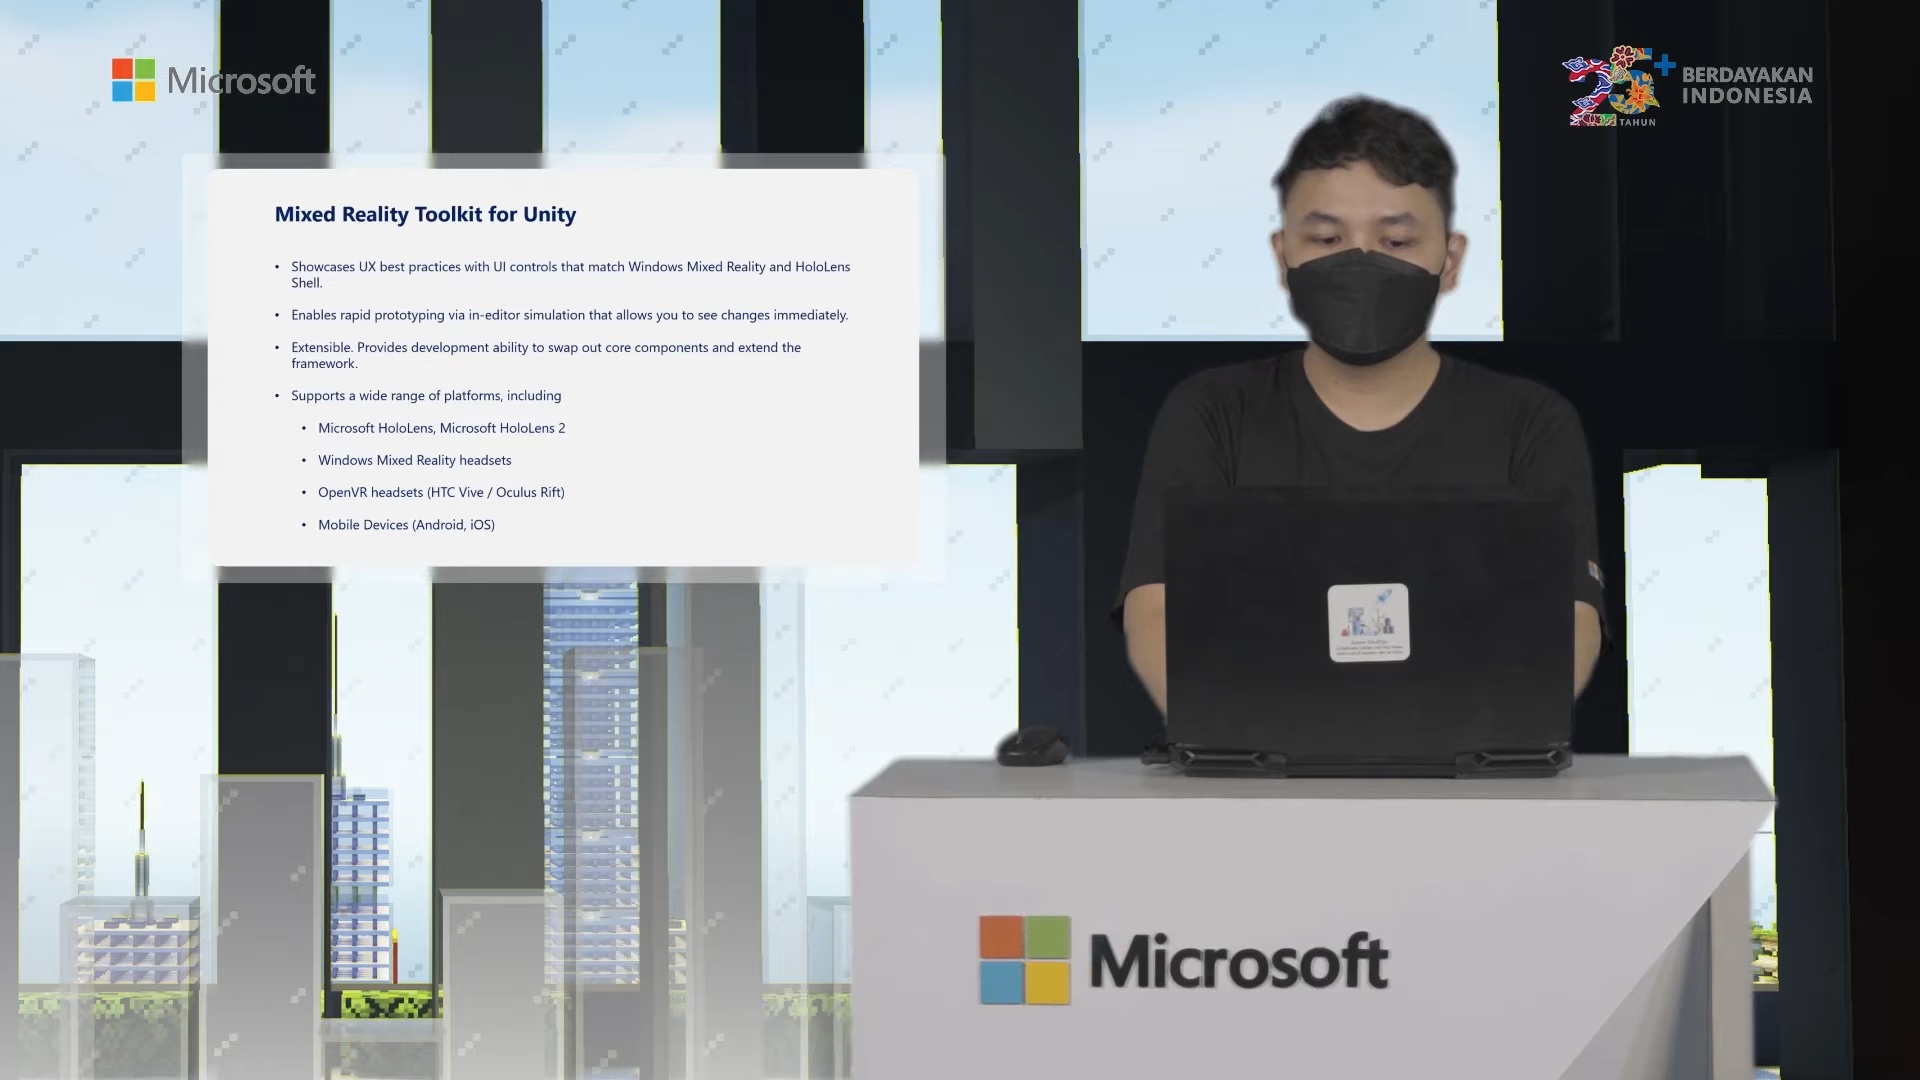 Microsoft
25+
TAHUN
BERDAYAKAN
INDONESIA
Mixed Reality Toolkit for Unity
• Showcases UX best practices with UI controls that match Windows Mixed Reality and HoloLens
Shell.
• Enables rapid prototyping via in-editor simulation that allows you to see changes immediately.
• Extensible. Provides development ability to swap out core components and extend the
framework.
• Supports a wide range of platforms, including
• Microsoft HoloLens, Microsoft HoloLens 2
• Windows Mixed Reality headsets
• OpenVR headsets (HTC Vive / Oculus Rift)
• Mobile Devices (Android, iOS)
Azure DevOps
Microsoft